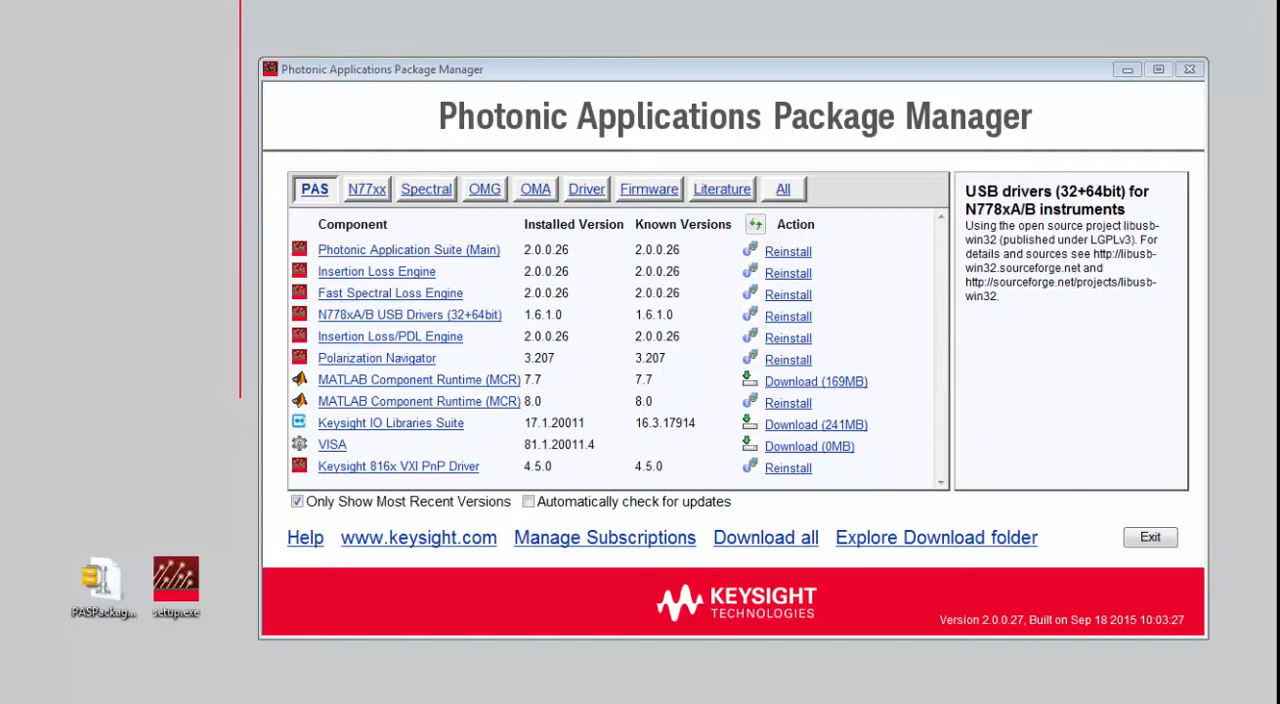 Photonic Applications Package Manager
Photonic Applications Package Manager
PAS N77xx Spectral OMG OMA Driver Firmware Literature All
Component Installed Version Known Versions Action
Photonic Application Suite (Main) 2.0.0.26 2.0.0.26 Reinstall
Insertion Loss Engine 2.0.0.26 2.0.0.26 Reinstall
Fast Spectral Loss Engine 2.0.0.26 2.0.0.26 Reinstall
N778xA/B USB Drivers (32+64bit) 1.6.1.0 1.6.1.0 Reinstall
Insertion Loss/PDL Engine 2.0.0.26 2.0.0.26 Reinstall
Polarization Navigator 3.207 3.207 Reinstall
MATLAB Component Runtime (MCR) 7.7 7.7 Download (169MB)
MATLAB Component Runtime (MCR) 8.0 8.0 Reinstall
Keysight IO Libraries Suite 17.1.20011 16.3.17914 Download (241MB)
VISA 81.1.20011.4 Download (0MB)
Keysight 816x VXI PnP Driver 4.5.0 4.5.0 Reinstall
USB drivers (32+64bit) for
N778xA/B instruments
Using the open source project libusb-
win32 (published under LGPLv3). For
details and sources see http://libusb-
win32.sourceforge.net and
http://sourceforge.net/projects/libusb-
win32.
Only Show Most Recent Versions Automatically check for updates
Help www.keysight.com Manage Subscriptions Download all Explore Download folder Exit
KEYSIGHT
TECHNOLOGIES
Version 2.0.0.27, Built on Sep 18 2015 10:03:27
PASPackag... setup.exe